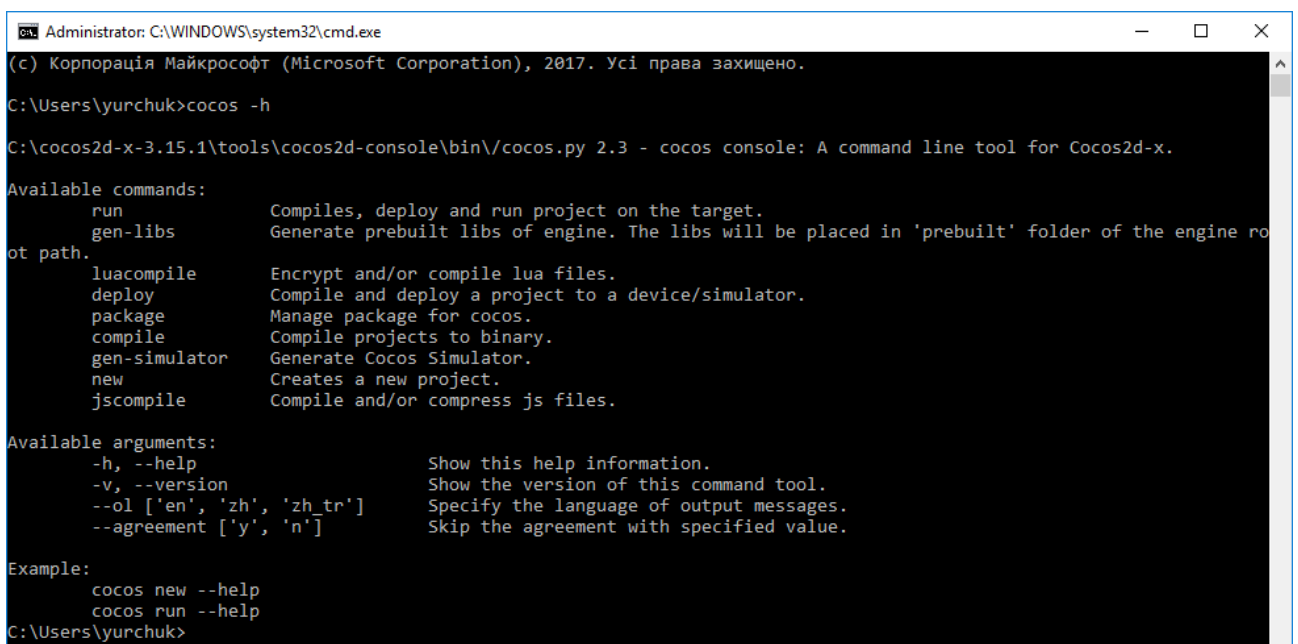 Administrator: C:\WINDOWS\system32\cmd.exe
(c) Корпорація Майкрософт (Microsoft Corporation), 2017. Усі права захищено.
C:\Users\yurchuk>cocos -h
C:\cocos2d-x-3.15.1\tools\cocos2d-console\bin\/cocos.py 2.3 - cocos console: A command line tool for Cocos2d-x.
Available commands:
run Compiles, deploy and run project on the target.
gen-libs Generate prebuilt libs of engine. The libs will be placed in 'prebuilt' folder of the engine ro
ot path.
luacompile Encrypt and/or compile lua files.
deploy Compile and deploy a project to a device/simulator.
package Manage package for cocos.
compile Compile projects to binary.
gen-simulator Generate Cocos Simulator.
new Creates a new project.
jscompile Compile and/or compress js files.
Available arguments:
-h, --help Show this help information.
-v, --version Show the version of this command tool.
--ol ['en', 'zh', 'zh_tr'] Specify the language of output messages.
--agreement ['y', 'n'] Skip the agreement with specified value.
Example:
cocos new --help
cocos run --help
C:\Users\yurchuk>